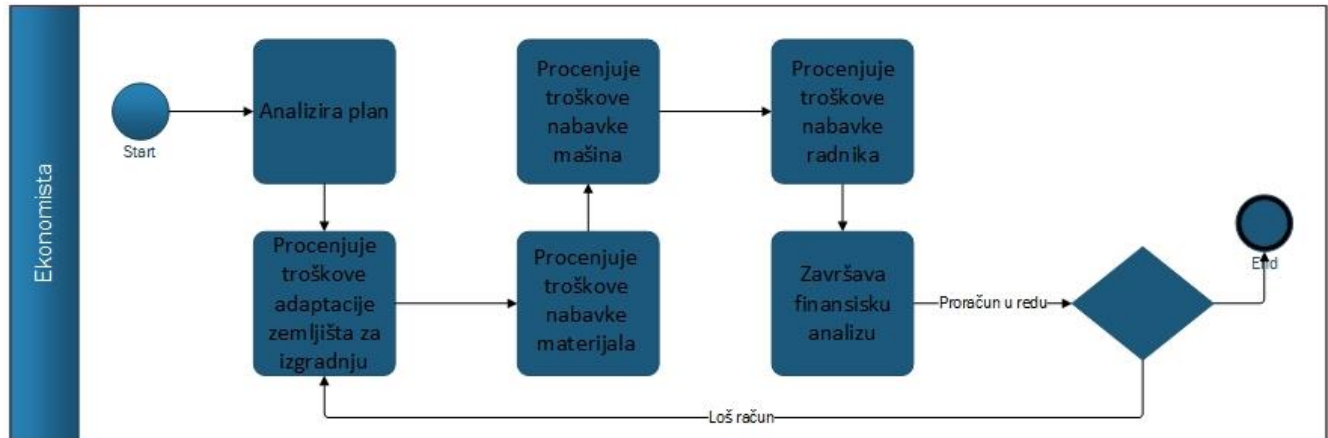 Ekonomista
Start
Analizira plan
Procenjuje
troškove
adaptacije
zemljišta za
izgradnju
Procenjuje
troškove
nabavke
materijala
Procenjuje
troškove
nabavke
mašina
Procenjuje
troškove
nabavke
radnika
Završava
finansisku
analizu
Proračun u redu
End
Loš račun